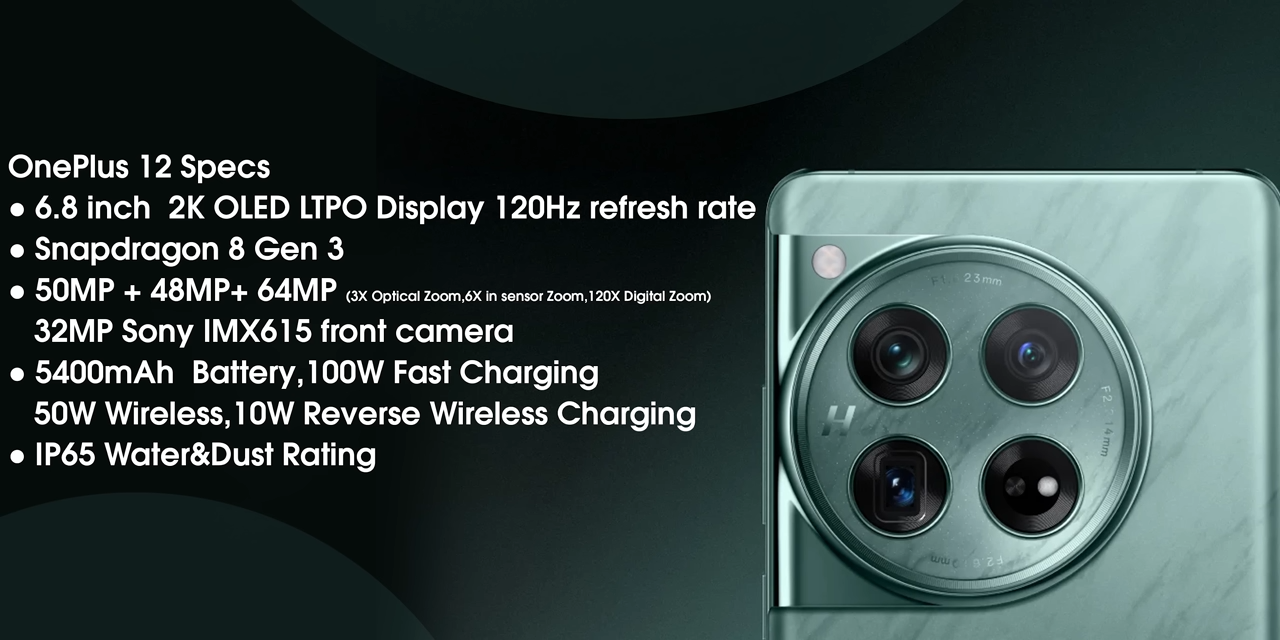 OnePlus 12 Specs
● 6.8 inch 2K OLED LTPO Display 120Hz refresh rate
● Snapdragon 8 Gen 3
● 50MP + 48MP+ 64MP (3X Optical Zoom,6X in sensor Zoom,120X Digital Zoom)
32MP Sony IMX615 front camera
● 5400mAh Battery,100W Fast Charging
50W Wireless,10W Reverse Wireless Charging
● IP65 Water&Dust Rating
23mm
H